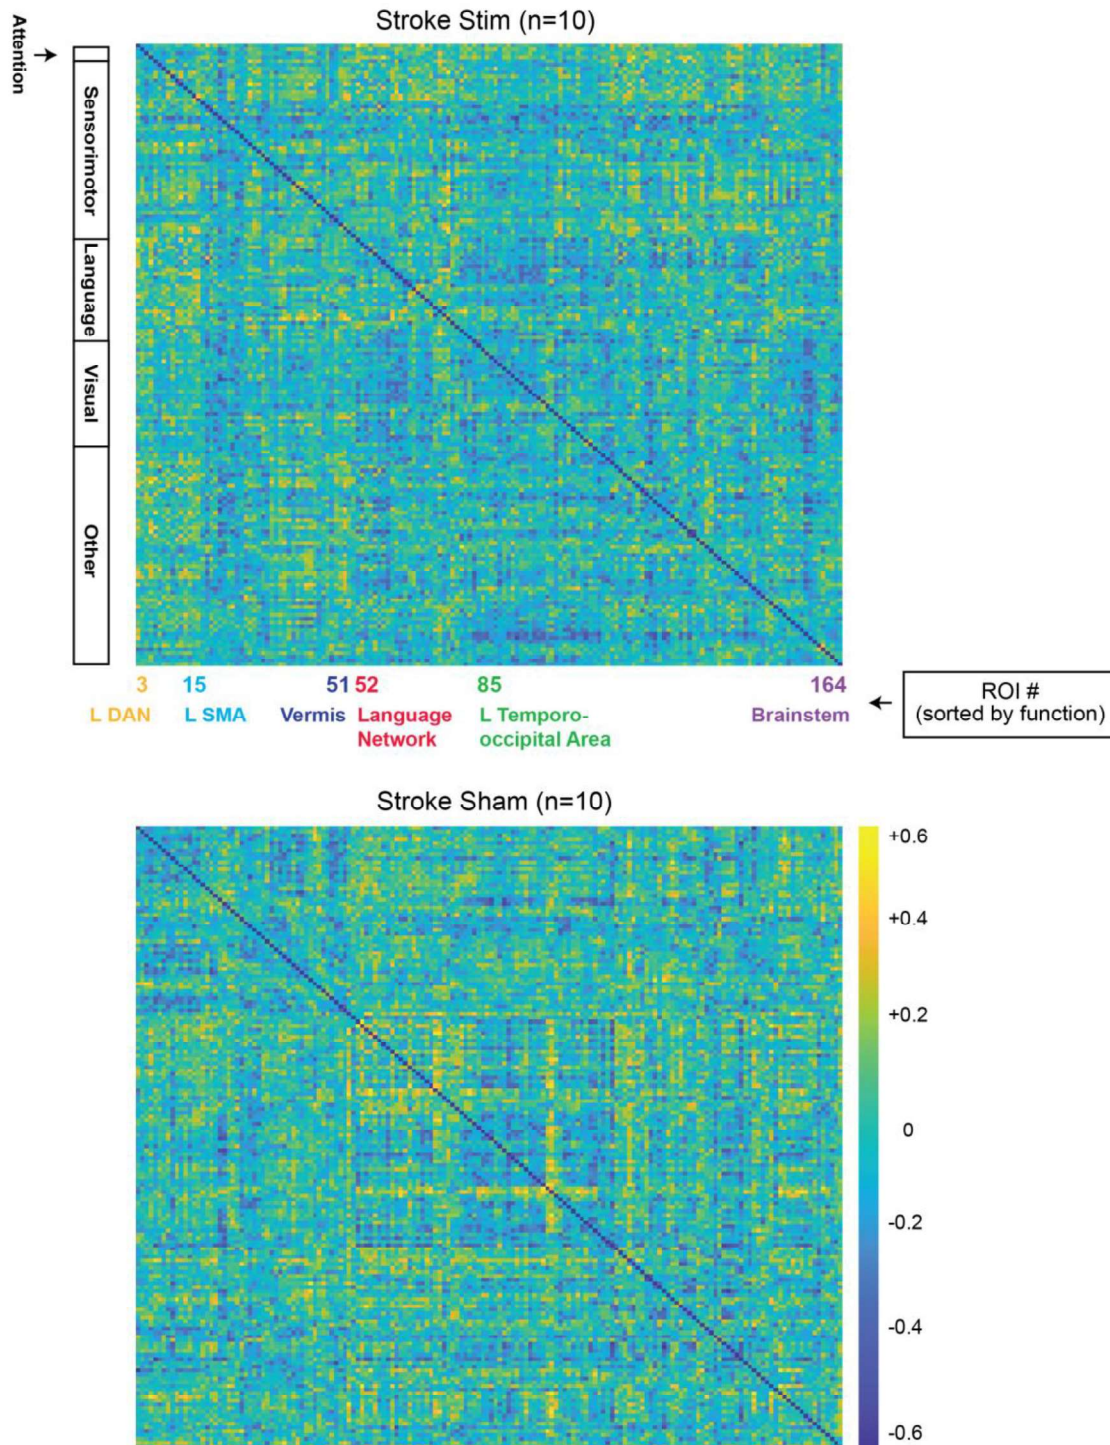 Stroke Stim (n=10)
Attention
Sensorimotor
Language
Visual
Other
3 15 51 52 85 164
L DAN L SMA Vermis Language L Temporo- Brainstem
Network occipital Area
ROI #
(sorted by function)
Stroke Sham (n=10)
+0.6
+0.4
+0.2
0
-0.2
-0.4
-0.6